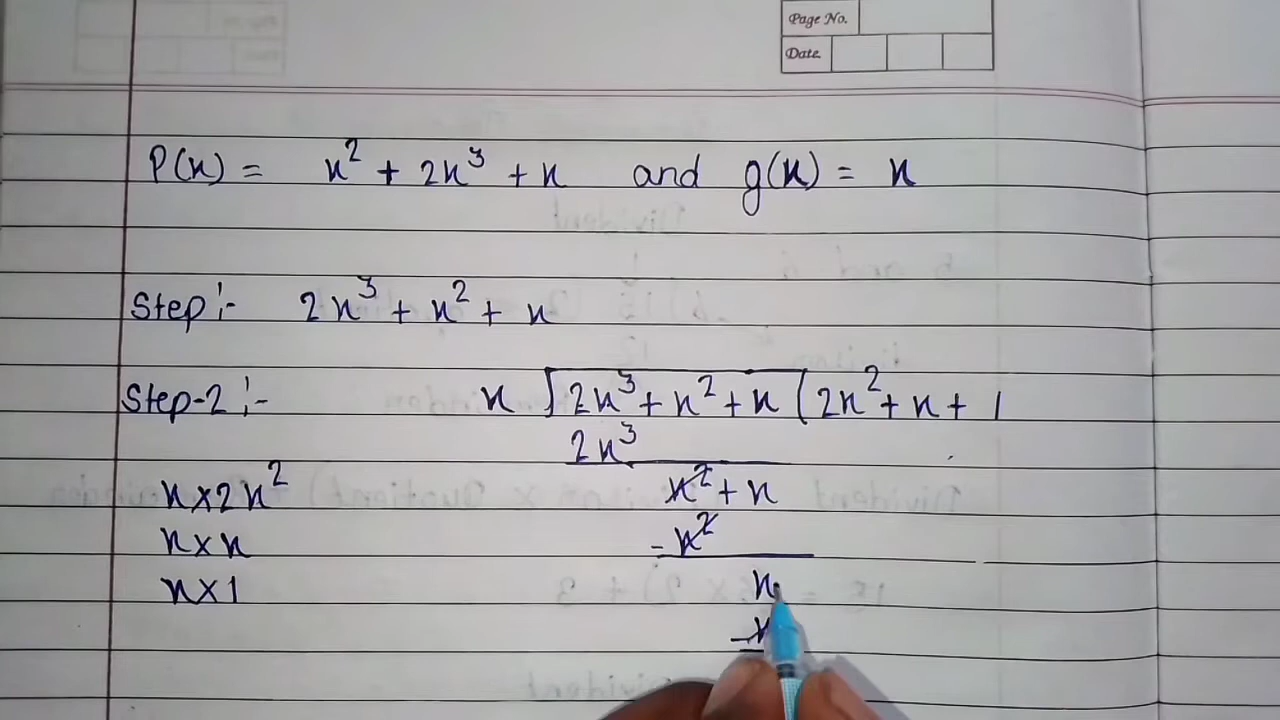 Page No.
Date.
P(x) = x² + 2x³ + x and g(x) = x
Step:- 2x³ + x² + x
Step-2:- x ) 2x³ + x² + x ( 2x² + x + 1
2x³
x × 2x² x² + x
x × x - x²
x × 1 x
- x